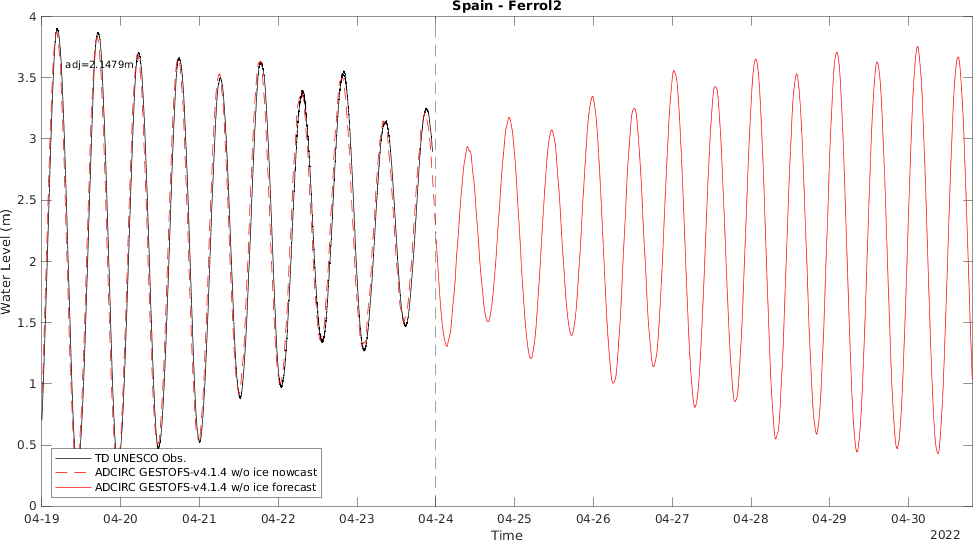 Spain - Ferrol2
4
3.5
3
2.5
2
1.5
1
0.5
0
Water Level (m)
adj=2.1479m
TD UNESCO Obs.
ADCIRC GESTOFS-v4.1.4 w/o ice nowcast
ADCIRC GESTOFS-v4.1.4 w/o ice forecast
04-19 04-20 04-21 04-22 04-23 04-24 04-25 04-26 04-27 04-28 04-29 04-30
2022
Time